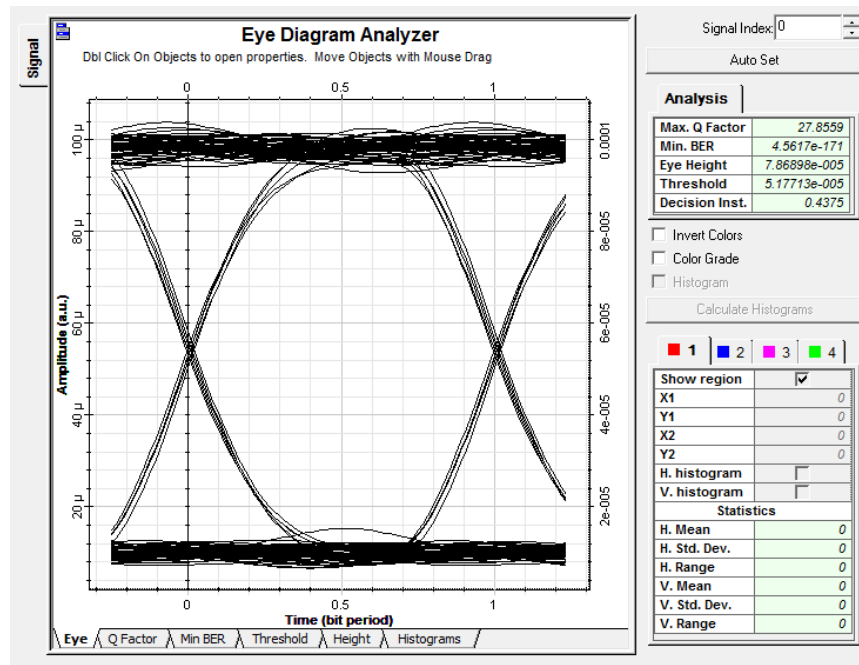 Signal
Eye Diagram Analyzer
Dbl Click On Objects to open properties. Move Objects with Mouse Drag
0 0.5 1
Amplitude (a.u.)
100 µ
80 µ
60 µ
40 µ
20 µ
0.0001
8e-005
6e-005
4e-005
2e-005
0 0.5 1
Time (bit period)
Eye Q Factor Min BER Threshold Height Histograms
Signal Index: 0
Auto Set
Analysis
Max. Q Factor 27.8559
Min. BER 4.5617e-171
Eye Height 7.86898e-005
Threshold 5.17713e-005
Decision Inst. 0.4375
Invert Colors
Color Grade
Histogram
Calculate Histograms
1 2 3 4
Show region
X1 0
Y1 0
X2 0
Y2 0
H. histogram
V. histogram
Statistics
H. Mean 0
H. Std. Dev. 0
H. Range 0
V. Mean 0
V. Std. Dev. 0
V. Range 0